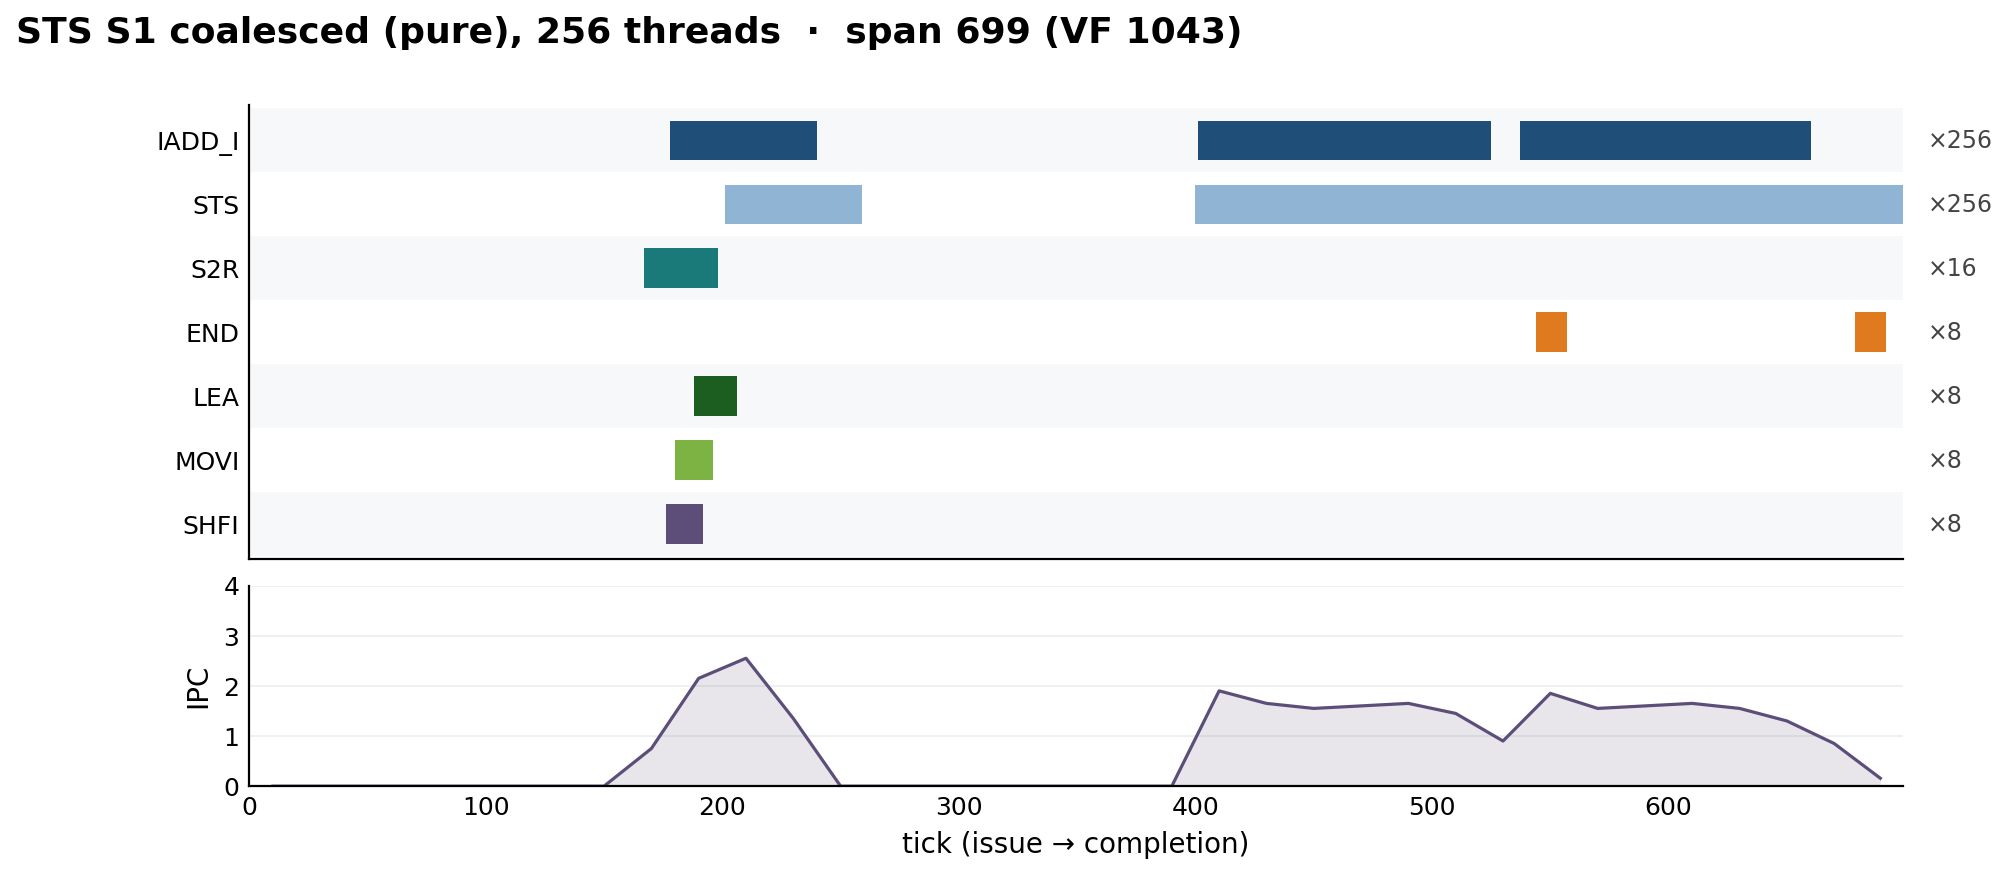 STS S1 coalesced (pure), 256 threads · span 699 (VF 1043)
IADD_I ×256
STS ×256
S2R ×16
END ×8
LEA ×8
MOVI ×8
SHFI ×8
4
3
2
1
0
IPC
0 100 200 300 400 500 600
tick (issue → completion)